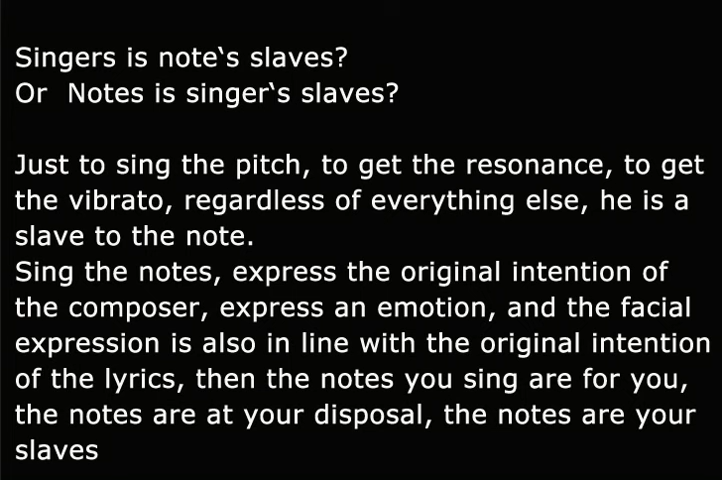 Singers is note‘s slaves?
Or  Notes is singer‘s slaves?
Just to sing the pitch, to get the resonance, to get
the vibrato, regardless of everything else, he is a
slave to the note.
Sing the notes, express the original intention of
the composer, express an emotion, and the facial
expression is also in line with the original intention
of the lyrics, then the notes you sing are for you,
the notes are at your disposal, the notes are your
slaves